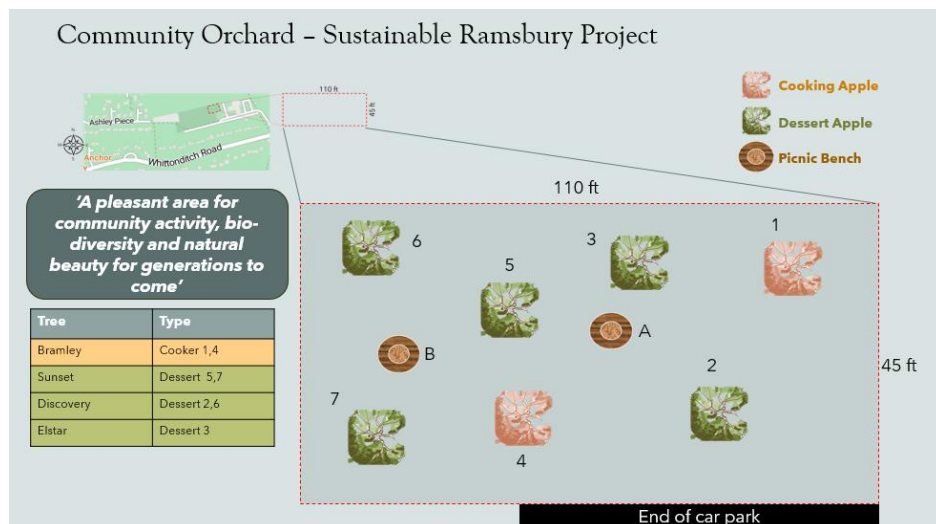 Community Orchard – Sustainable Ramsbury Project
110 ft
45 ft
Ashley Piece
Anchor
Whittonditch Road
N
Cooking Apple
Dessert Apple
Picnic Bench
'A pleasant area for
community activity, bio-
diversity and natural
beauty for generations to
come'
Tree Type
Bramley Cooker 1,4
Sunset Dessert 5,7
Discovery Dessert 2,6
Elstar Dessert 3
110 ft
6
3
1
5
A
B
45 ft
2
7
4
End of car park